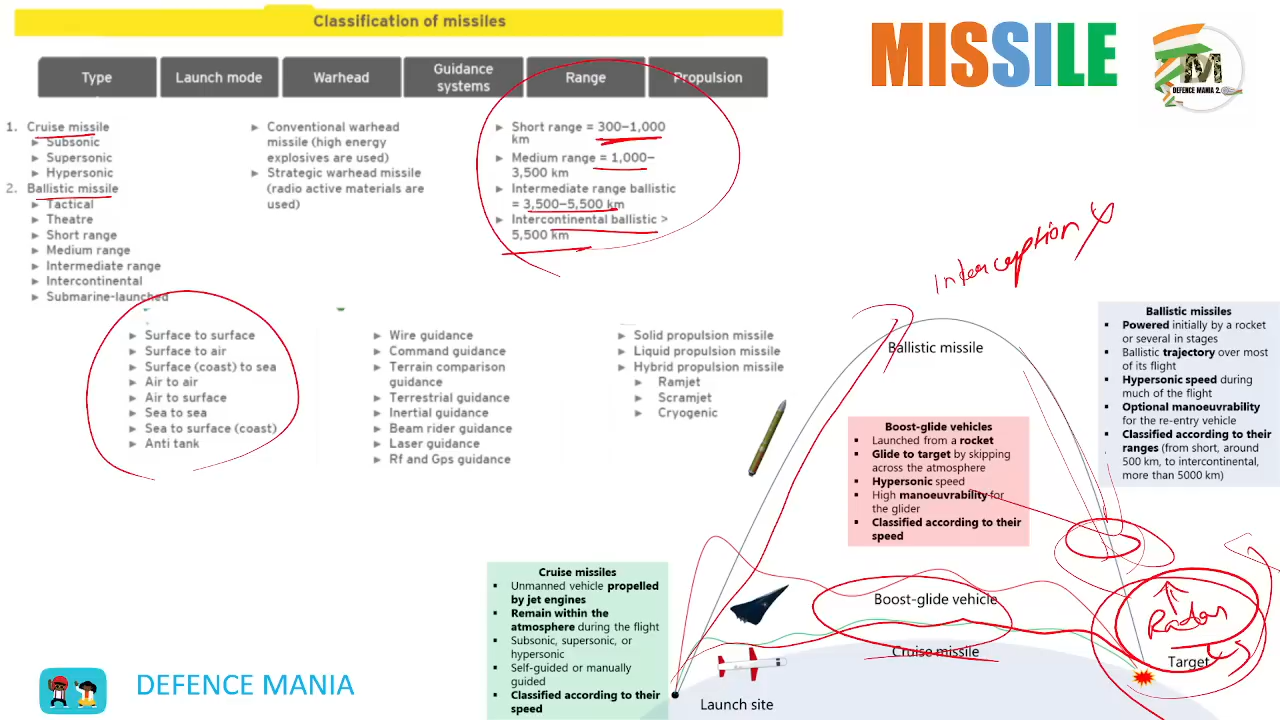 Classification of missiles
MISSILE
M
DEFENCE MANIA 2.
Type
Launch mode
Warhead
Guidance
systems
Range
Propulsion
1. Cruise missile
► Subsonic
► Supersonic
► Hypersonic
2. Ballistic missile
► Tactical
► Theatre
► Short range
► Medium range
► Intermediate range
► Intercontinental
► Submarine-launched
► Conventional warhead
missile (high energy
explosives are used)
► Strategic warhead missile
(radio active materials are
used)
► Short range = 300–1,000
km
► Medium range = 1,000–
3,500 km
► Intermediate range ballistic
= 3,500–5,500 km
► Intercontinental ballistic >
5,500 km
► Surface to surface
► Surface to air
► Surface (coast) to sea
► Air to air
► Air to surface
► Sea to sea
► Sea to surface (coast)
► Anti tank
► Wire guidance
► Command guidance
► Terrain comparison
guidance
► Terrestrial guidance
► Inertial guidance
► Beam rider guidance
► Laser guidance
► Rf and Gps guidance
► Solid propulsion missile
► Liquid propulsion missile
► Hybrid propulsion missile
► Ramjet
► Scramjet
► Cryogenic
Interception
Ballistic missile
Ballistic missiles
▪ Powered initially by a rocket
or several in stages
▪ Ballistic trajectory over most
of its flight
▪ Hypersonic speed during
much of the flight
▪ Optional manoeuvrability
for the re-entry vehicle
▪ Classified according to their
ranges (from short, around
500 km, to intercontinental,
more than 5000 km)
Boost-glide vehicles
▪ Launched from a rocket
▪ Glide to target by skipping
across the atmosphere
▪ Hypersonic speed
▪ High manoeuvrability for
the glider
▪ Classified according to their
speed
Cruise missiles
▪ Unmanned vehicle propelled
by jet engines
▪ Remain within the
atmosphere during the flight
▪ Subsonic, supersonic, or
hypersonic
▪ Self-guided or manually
guided
▪ Classified according to their
speed
Boost-glide vehicle
Cruise missile
Radar
Target
Launch site
DEFENCE MANIA